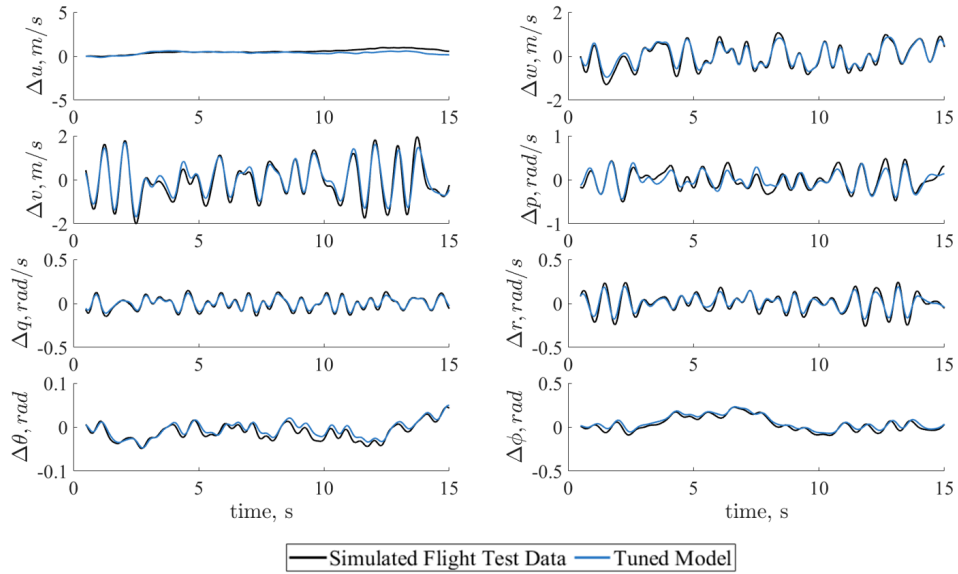 Δu, m/s
5
0
-5
0 5 10 15
Δw, m/s
2
0
-2
0 5 10 15
Δv, m/s
2
0
-2
0 5 10 15
Δp, rad/s
1
0
-1
0 5 10 15
Δq, rad/s
0.5
0
-0.5
0 5 10 15
Δr, rad/s
0.5
0
-0.5
0 5 10 15
Δθ, rad
0.1
0
-0.1
0 5 10 15
time, s
Δϕ, rad
0.5
0
-0.5
0 5 10 15
time, s
Simulated Flight Test Data Tuned Model